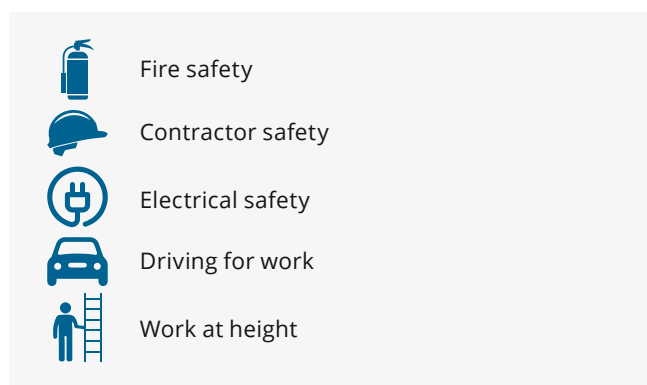 Fire safety
Contractor safety
Electrical safety
Driving for work
Work at height